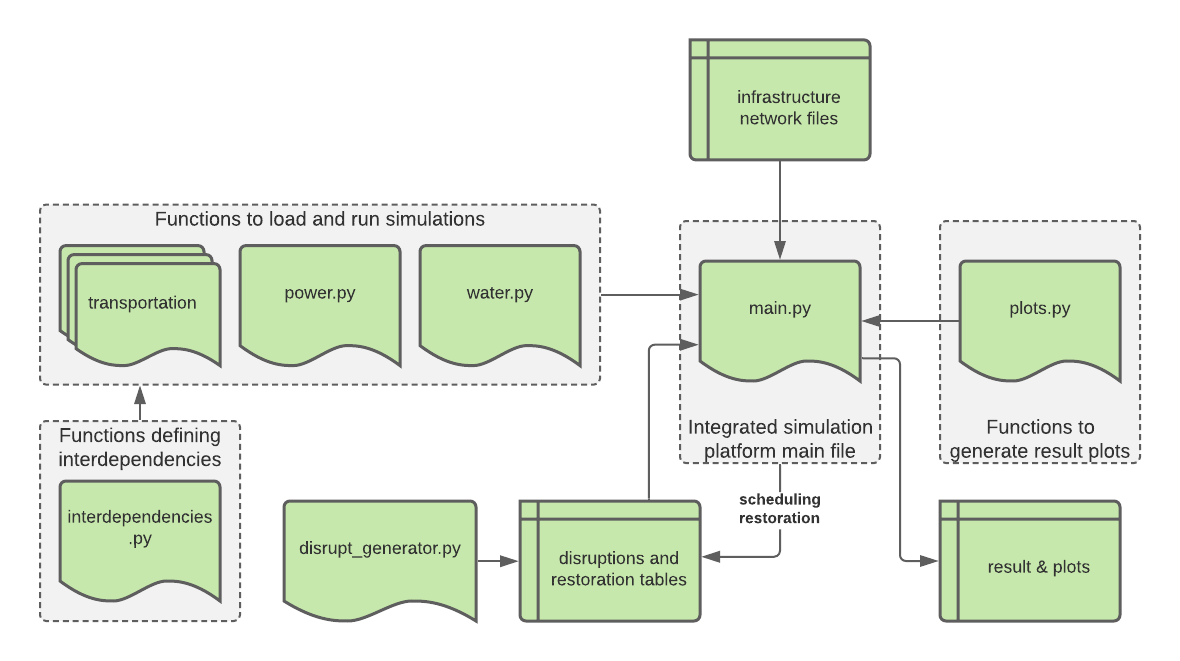 infrastructure
network files
Functions to load and run simulations
transportation
power.py
water.py
main.py
plots.py
Integrated simulation
platform main file
Functions to
generate result plots
Functions defining
interdependencies
interdependencies
.py
disrupt_generator.py
disruptions and
restoration tables
scheduling
restoration
result & plots